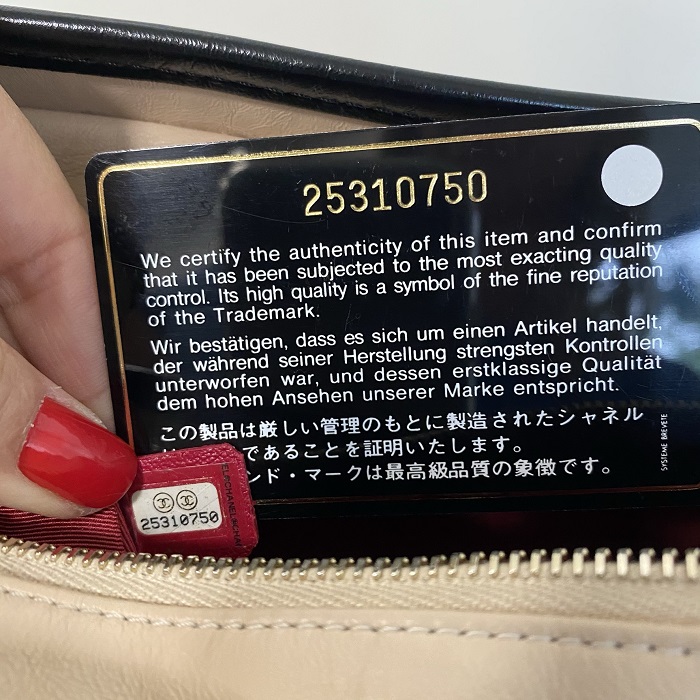 25310750
We certify the authenticity of this item and confirm
that it has been subjected to the most exacting quality
control. Its high quality is a symbol of the fine reputation
of the Trademark.
Wir bestätigen, dass es sich um einen Artikel handelt,
der während seiner Herstellung strengsten Kontrollen
unterworfen war, und dessen erstklassige Qualität
dem hohen Ansehen unserer Marke entspricht.
この製品は厳しい管理のもとに製造されたシャネル
であることを証明いたします。
ンド・マークは最高級品質の象徴です。
SYSTEME BREVETE
25310750